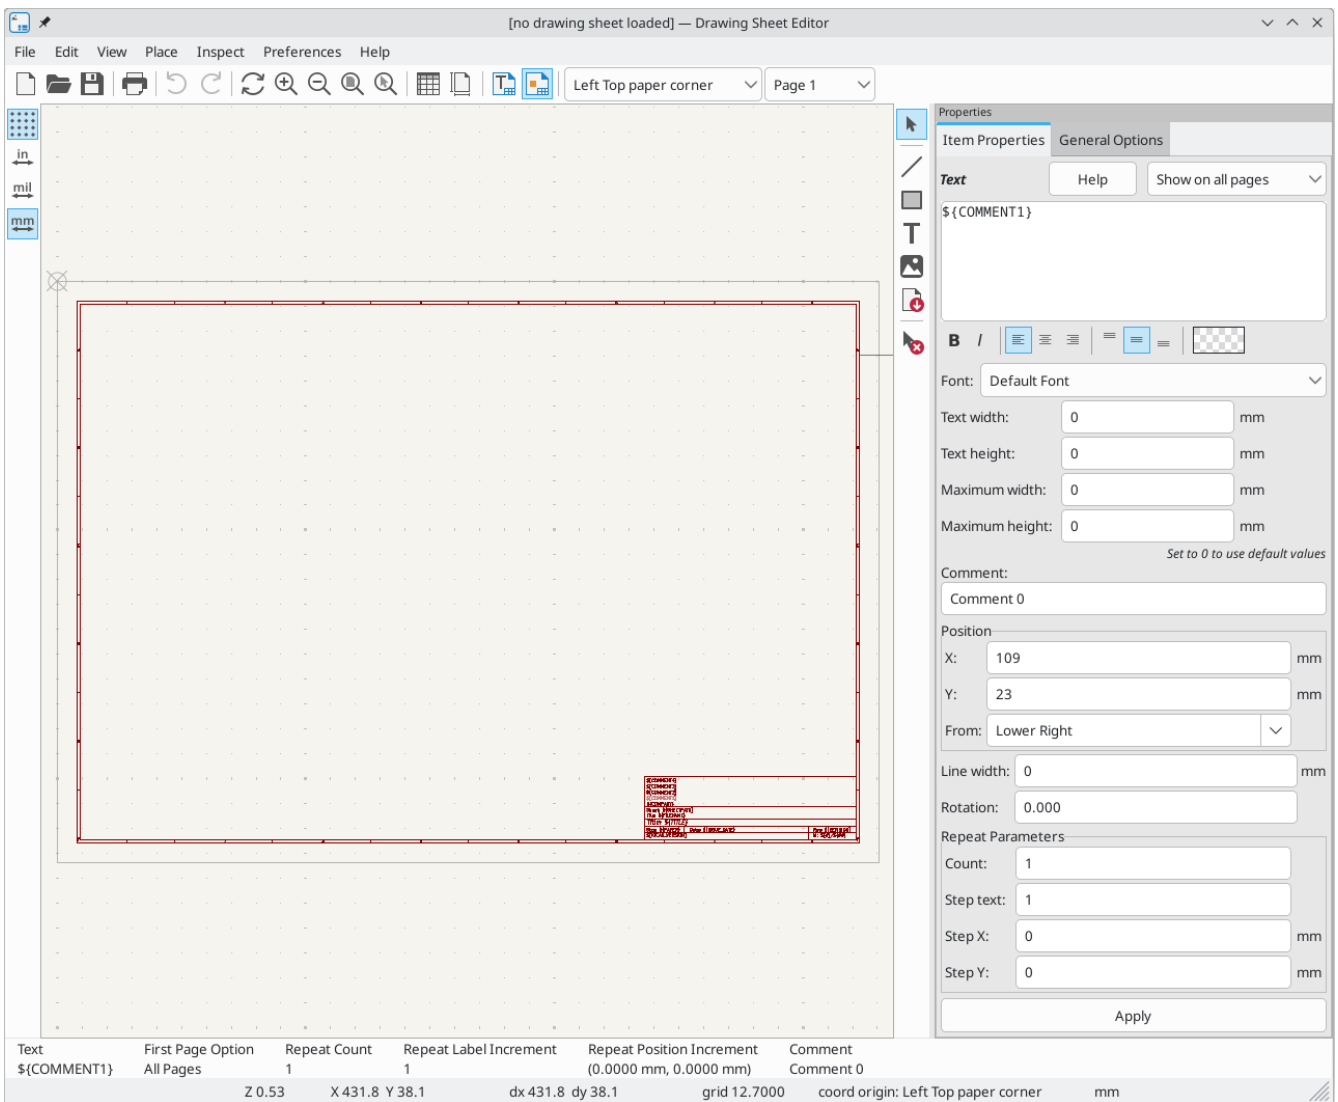 [no drawing sheet loaded] — Drawing Sheet Editor
File Edit View Place Inspect Preferences Help
Left Top paper corner Page 1
in
mil
mm
Properties
Item Properties General Options
Text Help Show on all pages
${COMMENT1}
B I
Font: Default Font
Text width: 0 mm
Text height: 0 mm
Maximum width: 0 mm
Maximum height: 0 mm
Set to 0 to use default values
Comment:
Comment 0
Position
X: 109 mm
Y: 23 mm
From: Lower Right
Line width: 0 mm
Rotation: 0.000
Repeat Parameters
Count: 1
Step text: 1
Step X: 0 mm
Step Y: 0 mm
Apply
Text First Page Option Repeat Count Repeat Label Increment Repeat Position Increment Comment
${COMMENT1} All Pages 1 1 (0.0000 mm, 0.0000 mm) Comment 0
Z 0.53 X 431.8 Y 38.1 dx 431.8 dy 38.1 grid 12.7000 coord origin: Left Top paper corner mm